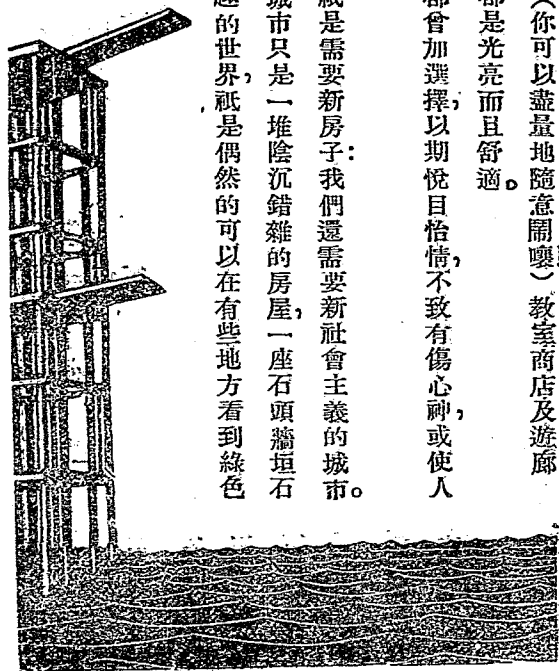 (你可以盡量地隨意鬧嚷)教室商店及遊廊
都是光亮而且舒適。
都曾加選擇,以期悅目怡情,不致有傷心神,或使人
祇是需要新房子:我們還需要新社會主義的城市。
城市只是一堆陰沉錯雜的房屋,一座石頭牆垣石
的世界,祇是偶然的可以在有些地方看到綠色